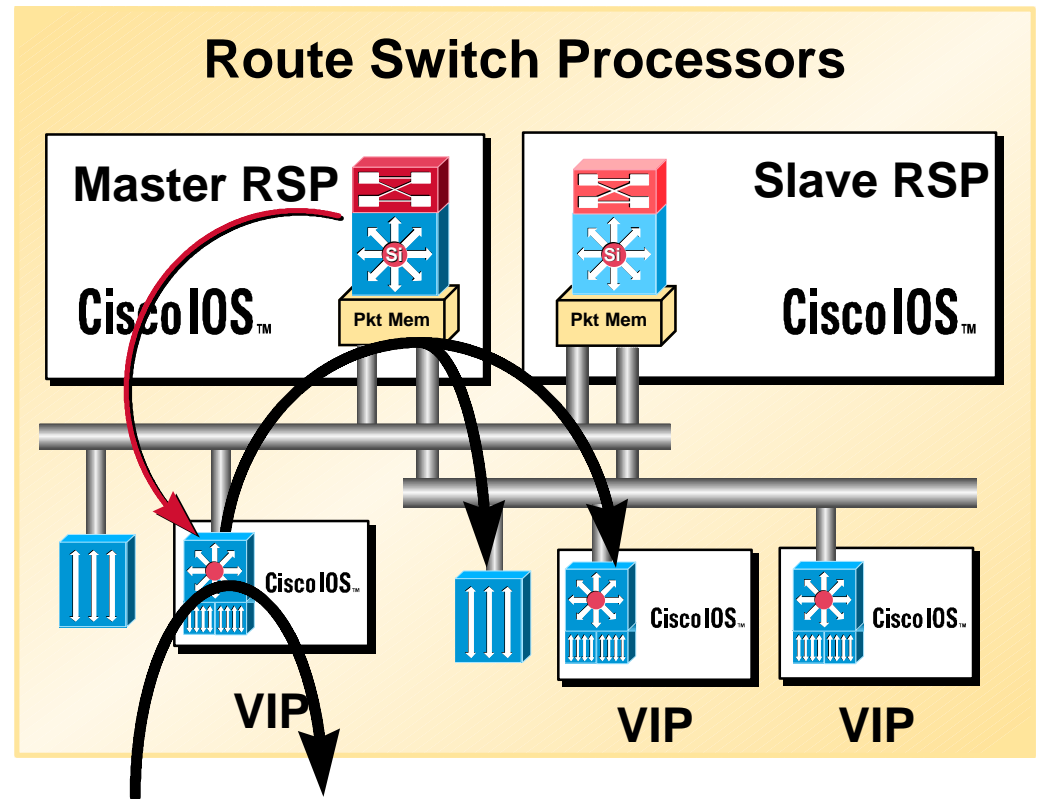 Route Switch Processors
Master RSP
Slave RSP
Si
Si
Cisco IOS™
Pkt Mem
Pkt Mem
Cisco IOS™
Cisco IOS™
Cisco IOS™
Cisco IOS™
VIP
VIP
VIP